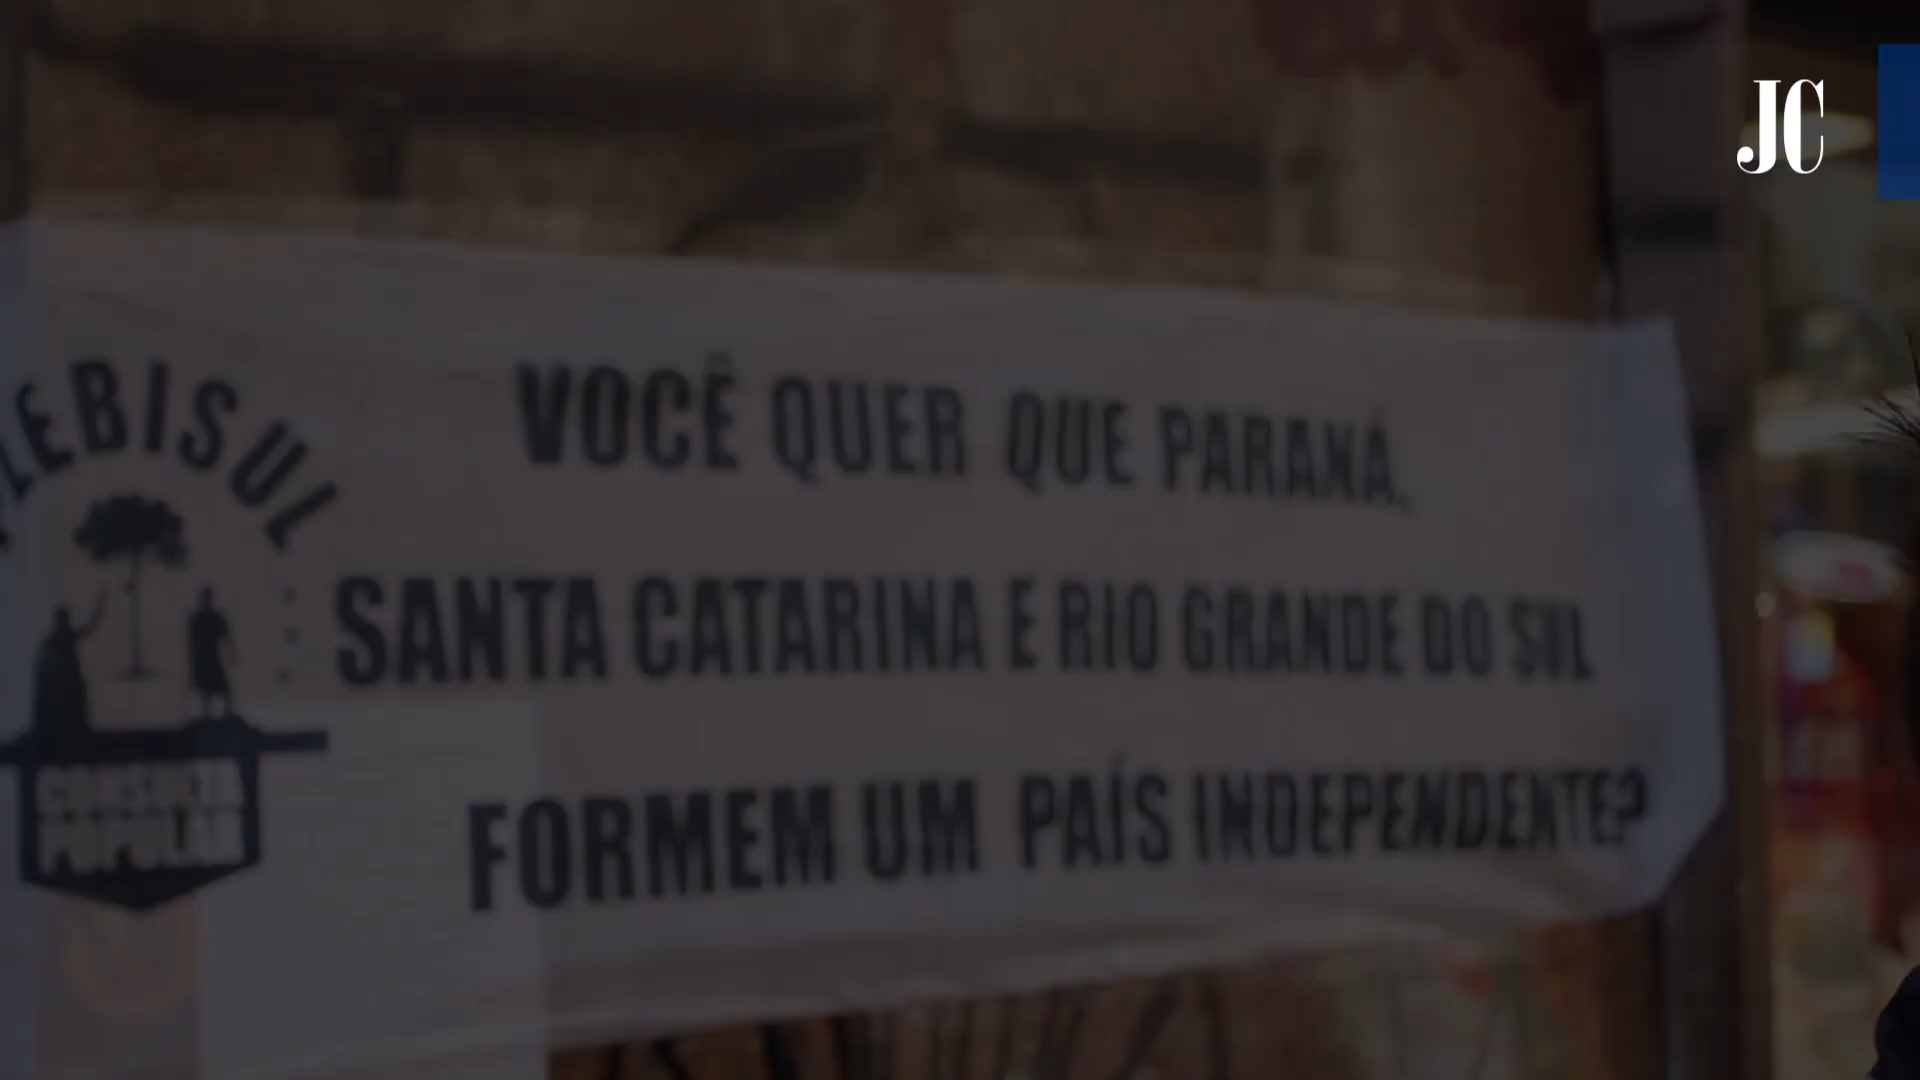 JC
PLEBISUL
VOCÊ QUER QUE PARANÁ,
SANTA CATARINA E RIO GRANDE DO SUL
FORMEM UM PAÍS INDEPENDENTE?
CONSULTA
POPULAR